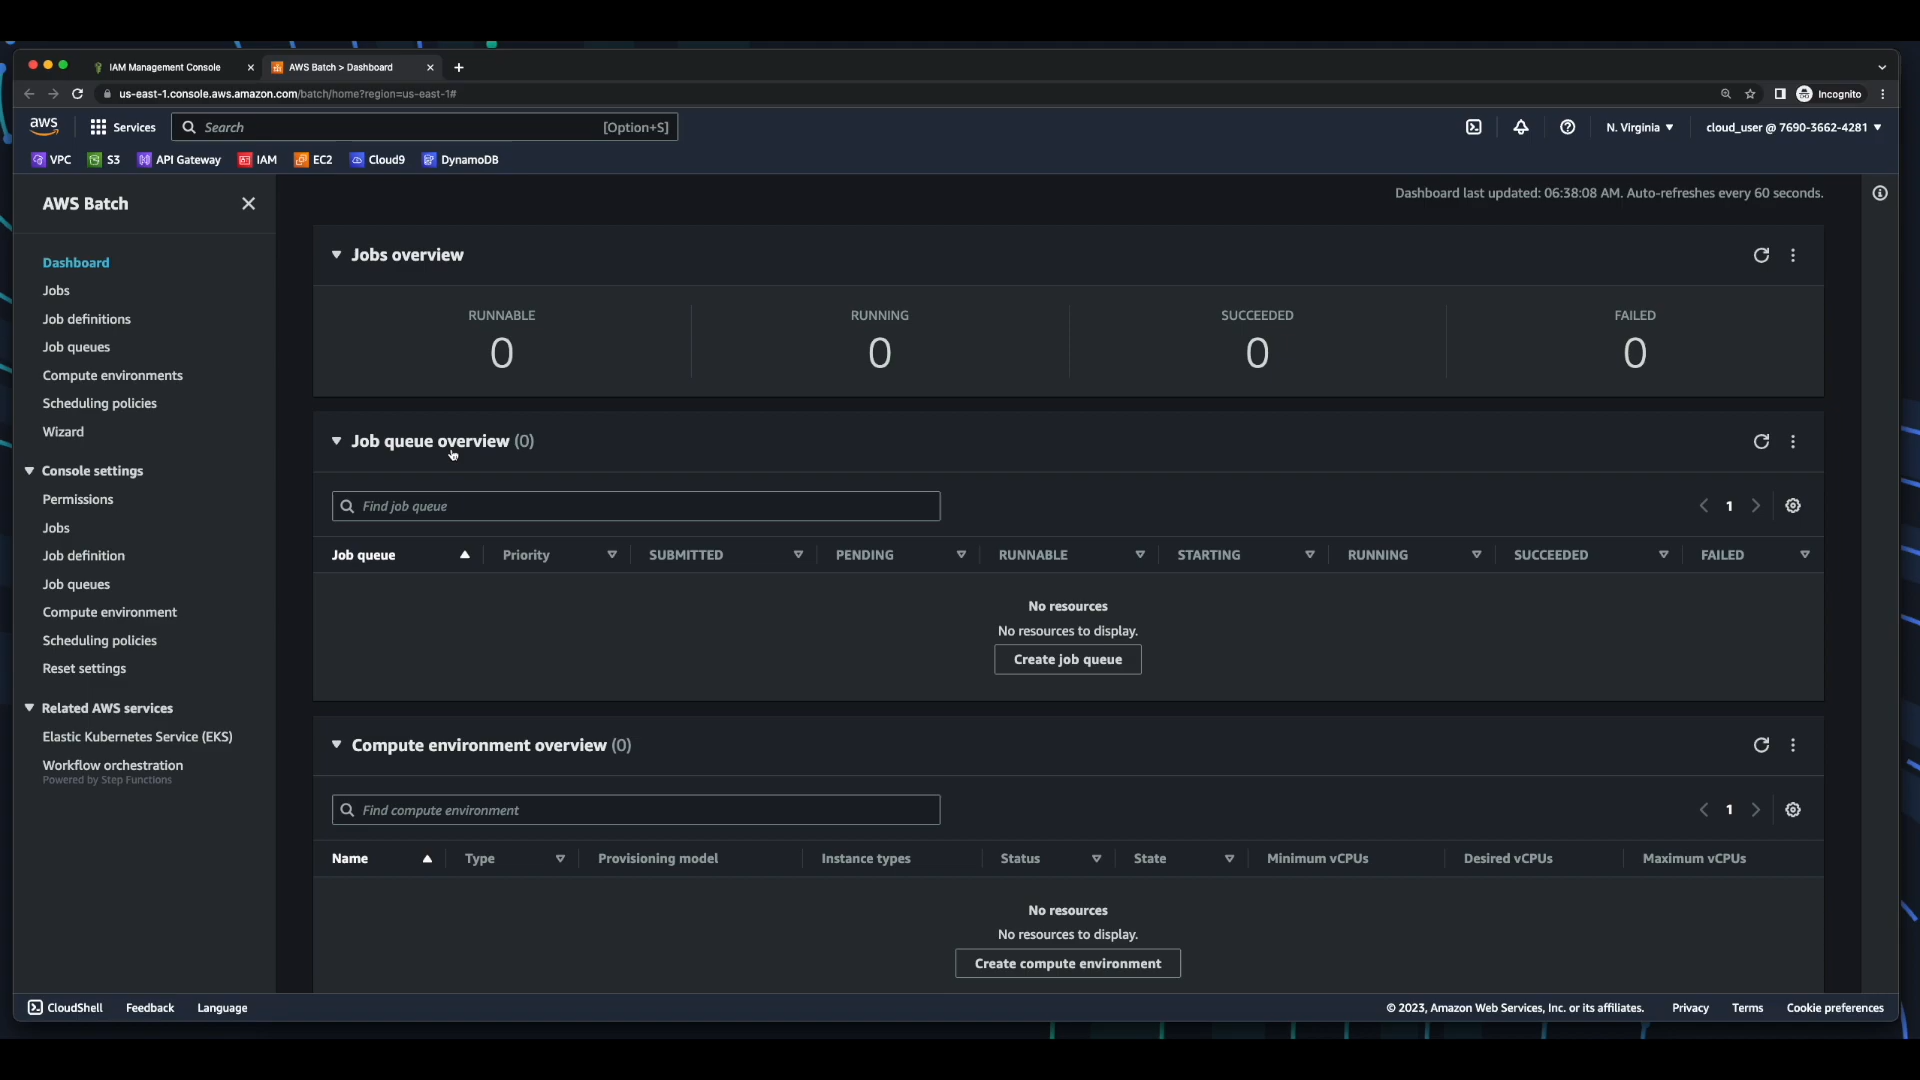 IAM Management Console
AWS Batch > Dashboard
us-east-1.console.aws.amazon.com/batch/home?region=us-east-1#
Incognito
aws
Services
Search
[Option+S]
N. Virginia
cloud_user @ 7690-3662-4281
VPC
S3
API Gateway
IAM
EC2
Cloud9
DynamoDB
AWS Batch
Dashboard
Jobs
Job definitions
Job queues
Compute environments
Scheduling policies
Wizard
Console settings
Permissions
Jobs
Job definition
Job queues
Compute environment
Scheduling policies
Reset settings
Related AWS services
Elastic Kubernetes Service (EKS)
Workflow orchestration
Powered by Step Functions
Dashboard last updated: 06:38:08 AM. Auto-refreshes every 60 seconds.
Jobs overview
RUNNABLE
0
RUNNING
0
SUCCEEDED
0
FAILED
0
Job queue overview (0)
Find job queue
1
Job queue
Priority
SUBMITTED
PENDING
RUNNABLE
STARTING
RUNNING
SUCCEEDED
FAILED
No resources
No resources to display.
Create job queue
Compute environment overview (0)
Find compute environment
1
Name
Type
Provisioning model
Instance types
Status
State
Minimum vCPUs
Desired vCPUs
Maximum vCPUs
No resources
No resources to display.
Create compute environment
CloudShell
Feedback
Language
© 2023, Amazon Web Services, Inc. or its affiliates.
Privacy
Terms
Cookie preferences